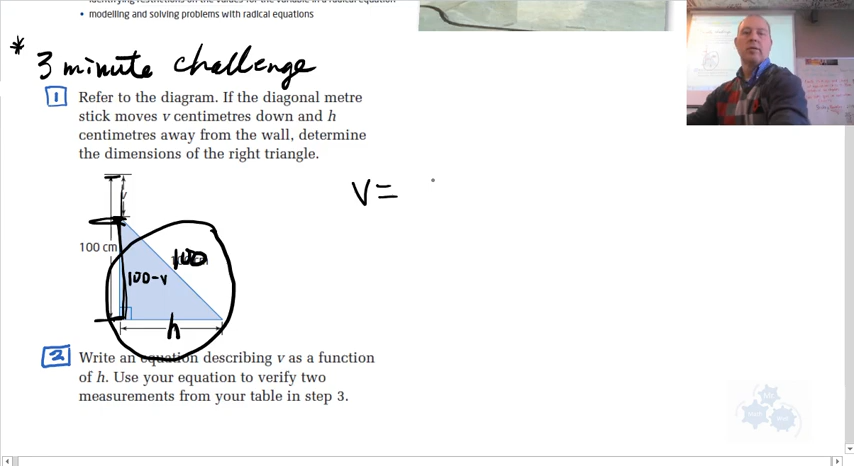 • modelling and solving problems with radical equations
* 3 minute challenge
1 Refer to the diagram. If the diagonal metre
stick moves v centimetres down and h
centimetres away from the wall, determine
the dimensions of the right triangle.
v
V=
100 cm
100
100-v
h
2 Write an equation describing v as a function
of h. Use your equation to verify two
measurements from your table in step 3.